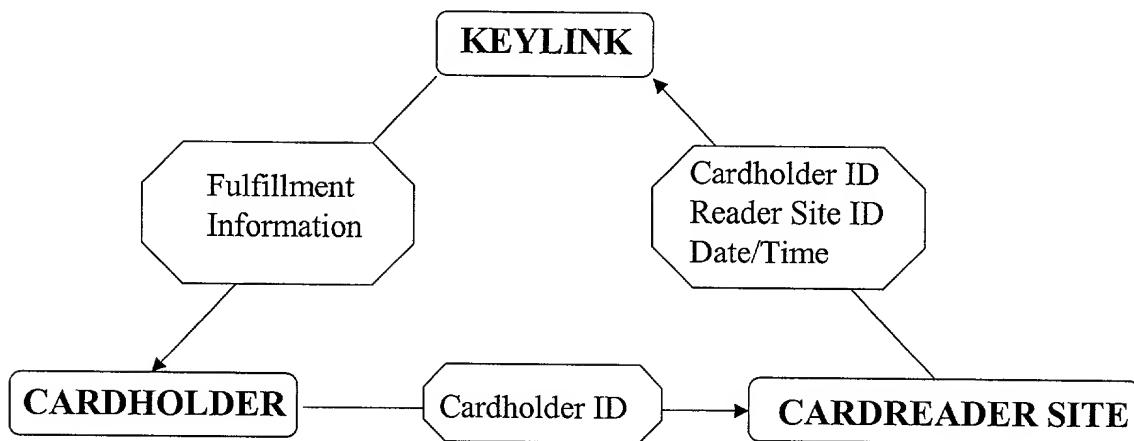 KEYLINK
Fulfillment
Information
Cardholder ID
Reader Site ID
Date/Time
CARDHOLDER
Cardholder ID
CARDREADER SITE